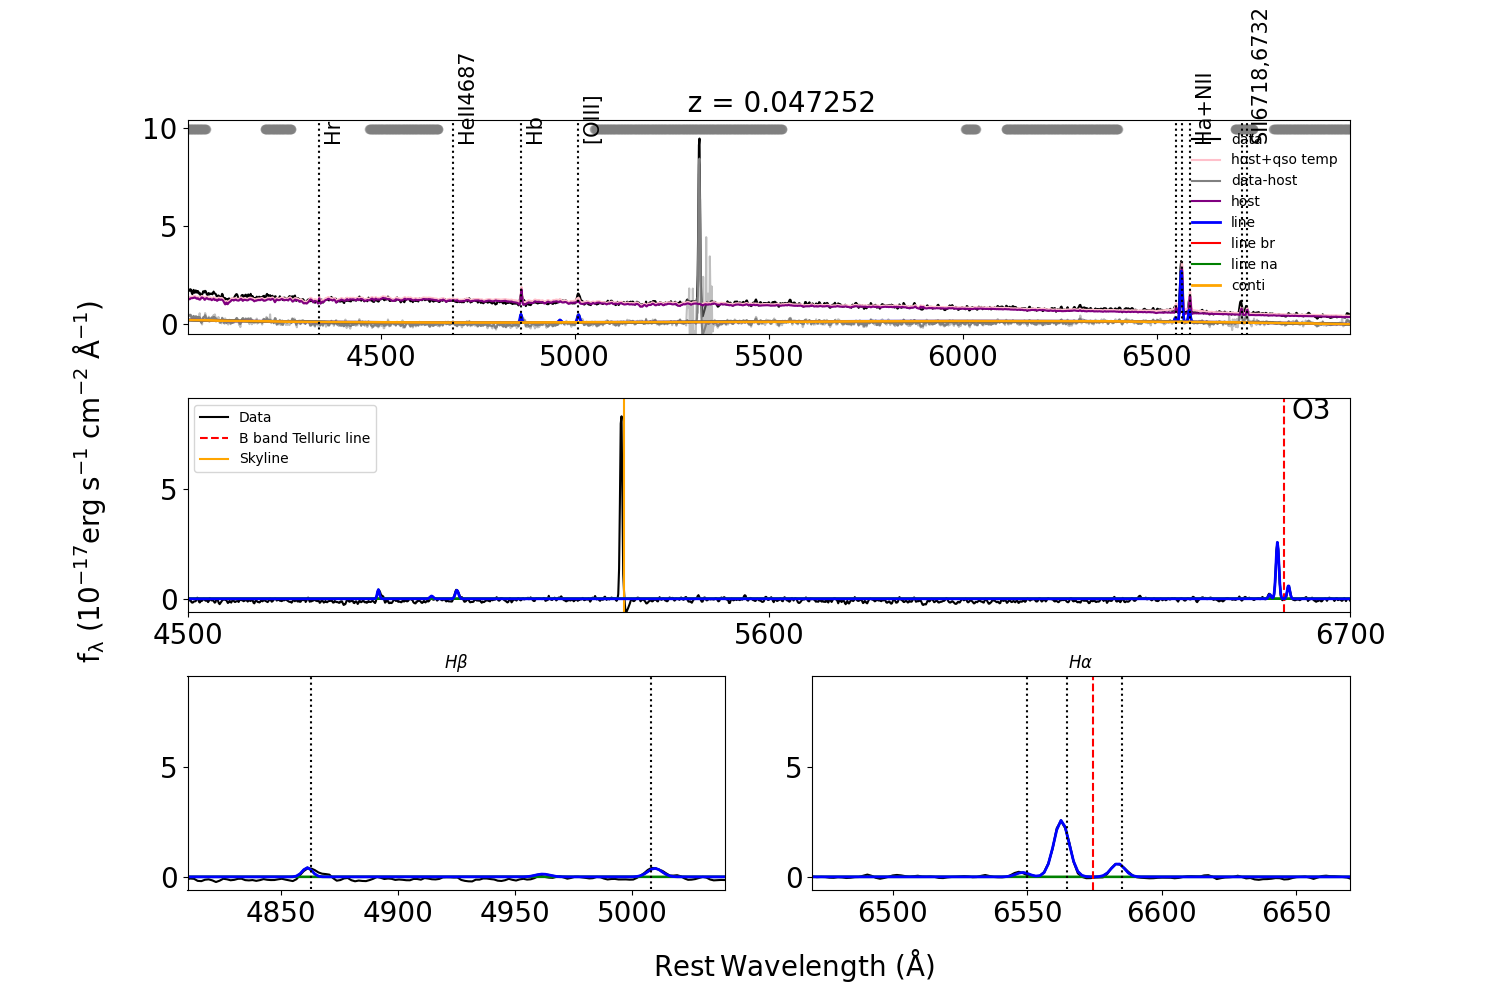 z = 0.047252
Hr
HeII4687
Hb
[OIII]
Ha+NII
SII6718,6732
10
5
0
data
host+qso temp
data-host
host
line
line br
line na
conti
4500
5000
5500
6000
6500
fλ (10−17erg s−1 cm−2 Å−1)
Data
B band Telluric line
Skyline
O3
5
0
4500
5600
6700
Hβ
5
0
4850
4900
4950
5000
Hα
5
0
6500
6550
6600
6650
Rest Wavelength (Å)